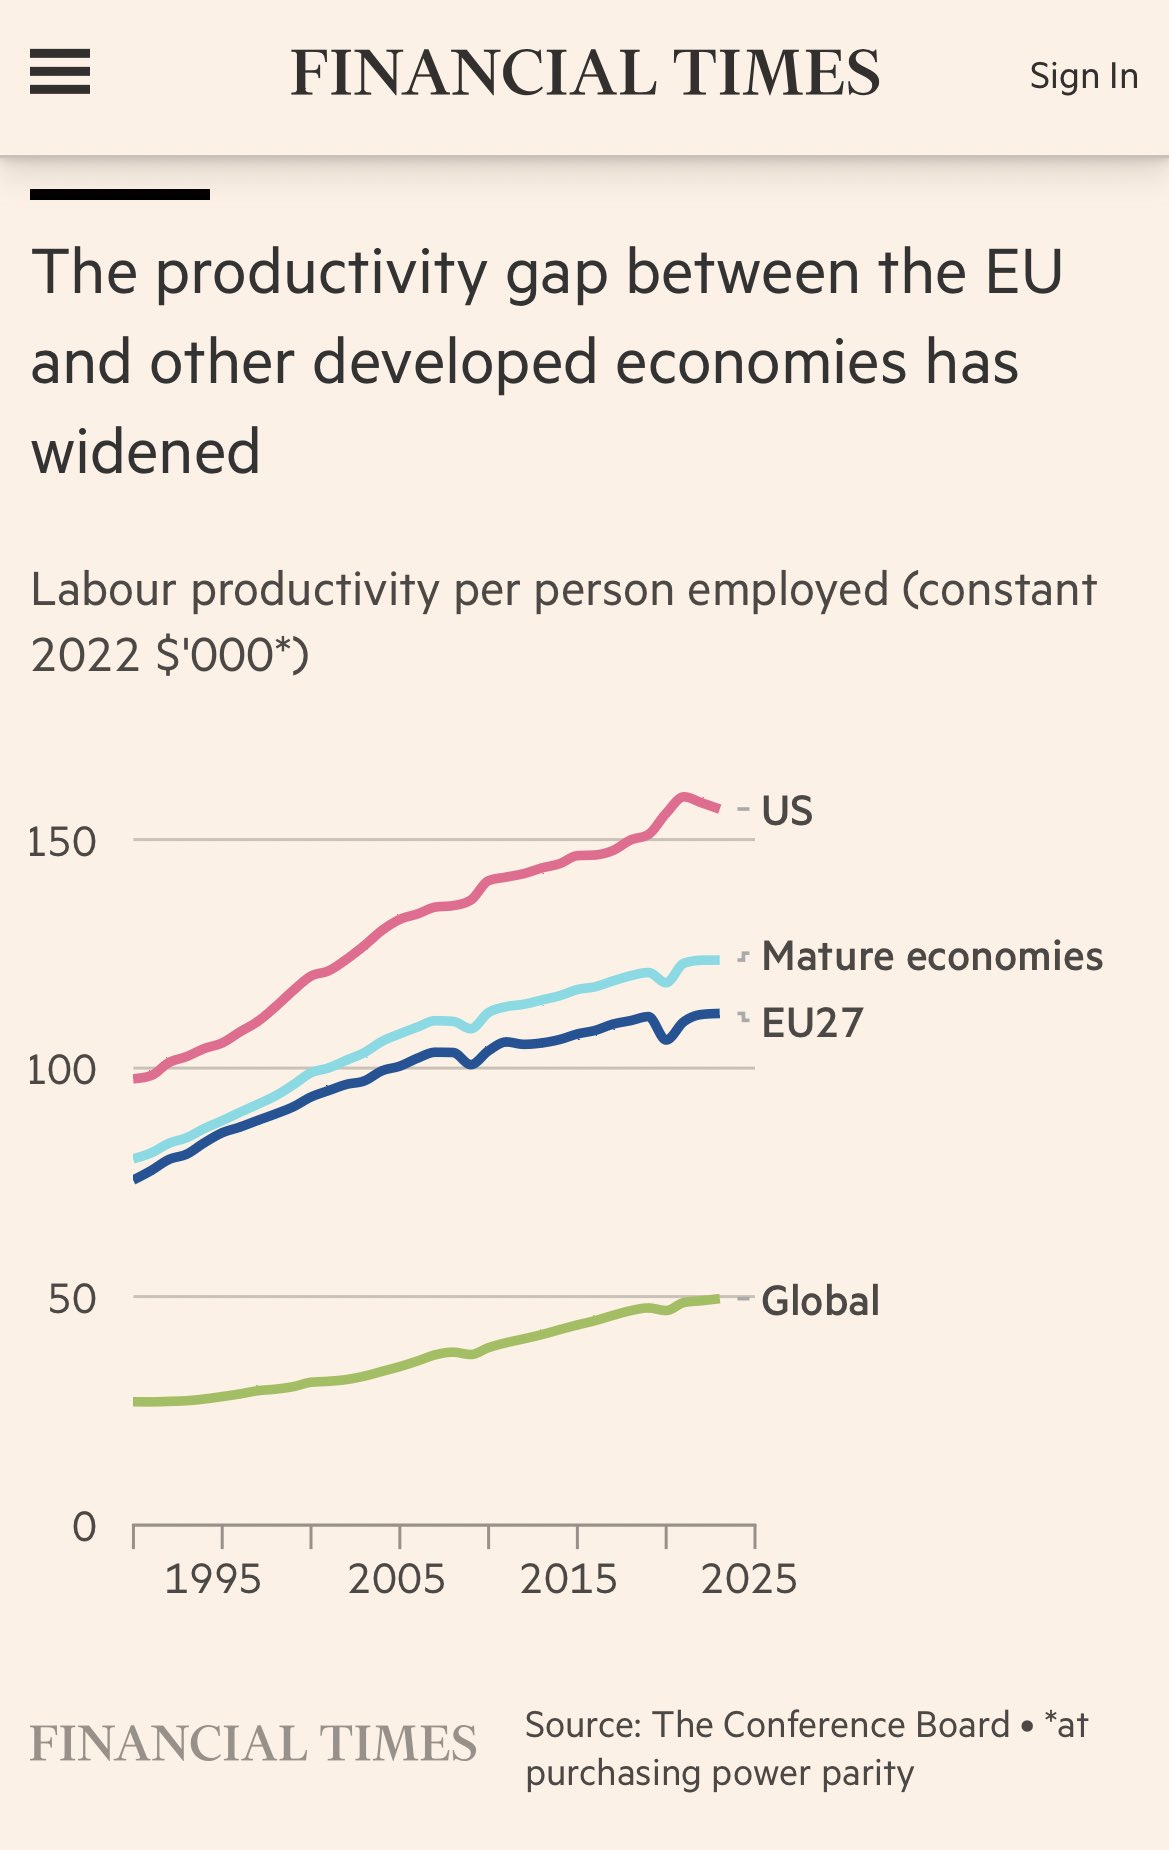 FINANCIAL TIMES
Sign In
The productivity gap between the EU
and other developed economies has
widened
Labour productivity per person employed (constant
2022 $'000*)
150
100
50
0
US
Mature economies
EU27
Global
1995
2005
2015
2025
FINANCIAL TIMES
Source: The Conference Board • *at
purchasing power parity